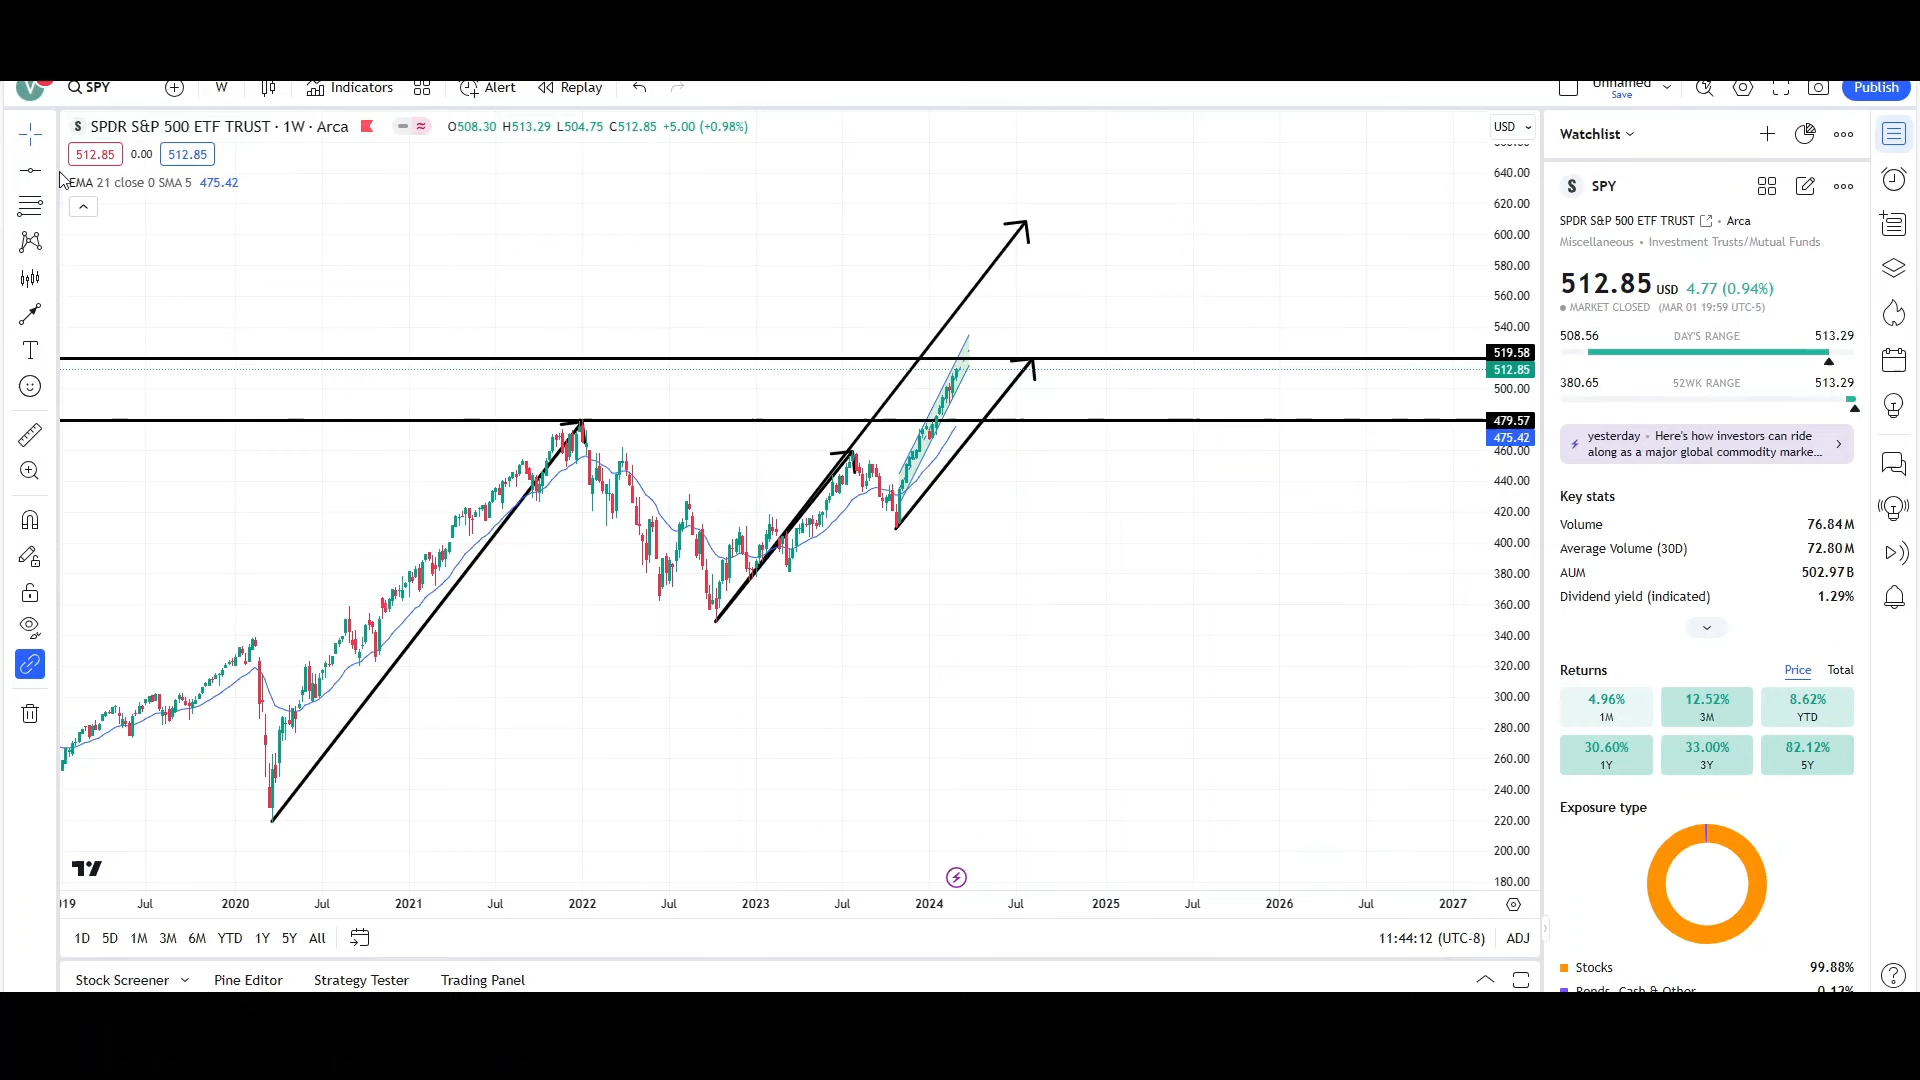 V SPY W Indicators Alert Replay Unnamed Save Publish
S SPDR S&P 500 ETF TRUST · 1W · Arca O508.30 H513.29 L504.75 C512.85 +5.00 (+0.98%)
512.85 0.00 512.85
EMA 21 close 0 SMA 5 475.42
USD
640.00
620.00
600.00
580.00
560.00
540.00
519.58
512.85
500.00
479.57
475.42
460.00
440.00
420.00
400.00
380.00
360.00
340.00
320.00
300.00
280.00
260.00
240.00
220.00
200.00
180.00
Jul 2020 Jul 2021 Jul 2022 Jul 2023 Jul 2024 Jul 2025 Jul 2026 Jul 2027
1D 5D 1M 3M 6M YTD 1Y 5Y All 11:44:12 (UTC-8) ADJ
Stock Screener Pine Editor Strategy Tester Trading Panel
Watchlist
S SPY
SPDR S&P 500 ETF TRUST • Arca
Miscellaneous • Investment Trusts/Mutual Funds
512.85 USD 4.77 (0.94%)
MARKET CLOSED (MAR 01 19:59 UTC-5)
508.56 DAY'S RANGE 513.29
380.65 52WK RANGE 513.29
yesterday • Here's how investors can ride
along as a major global commodity marke...
Key stats
Volume 76.84M
Average Volume (30D) 72.80M
AUM 502.97B
Dividend yield (indicated) 1.29%
Returns Price Total
4.96% 12.52% 8.62%
1M 3M YTD
30.60% 33.00% 82.12%
1Y 3Y 5Y
Exposure type
Stocks 99.88%
Bonds, Cash & Other 0.12%